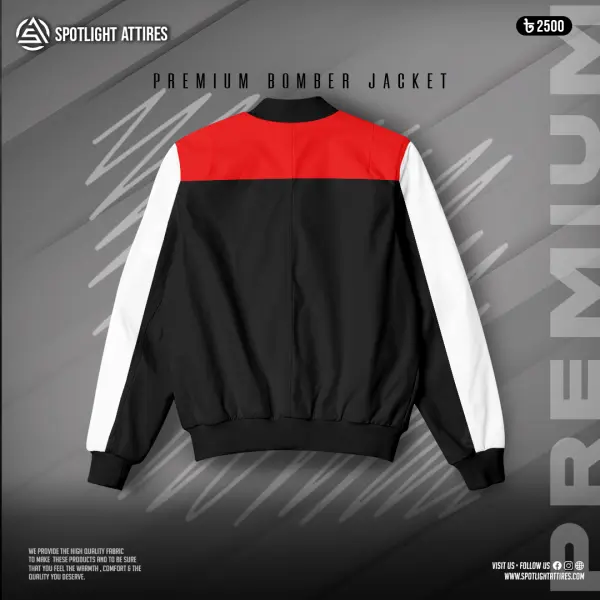 SPOTLIGHT ATTIRES
৳ 2500
PREMIUM BOMBER JACKET
PREMIUM
WE PROVIDE THE HIGH QUALITY FABRIC
TO MAKE THESE PRODUCTS AND TO BE SURE
THAT YOU FEEL THE WARMTH , COMFORT & THE
QUALITY YOU DESERVE.
VISIT US • FOLLOW US
WWW.SPOTLIGHTATTIRES.COM